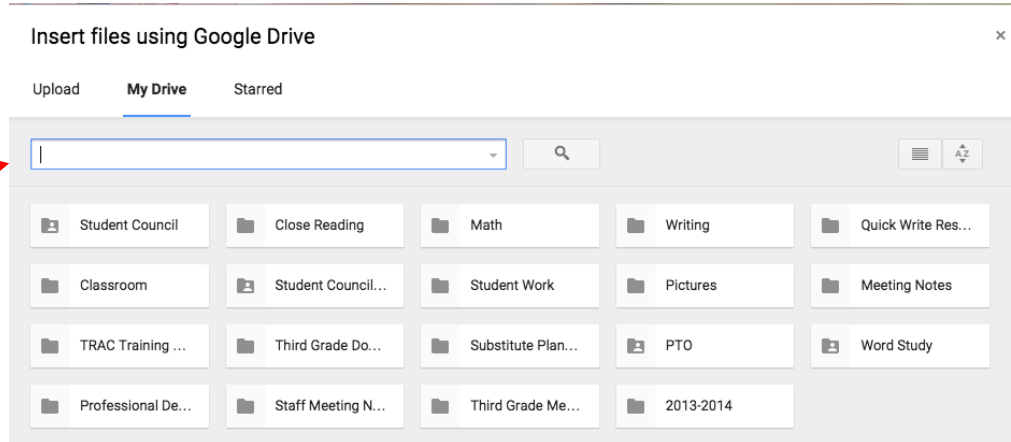 Insert files using Google Drive
×
Upload My Drive Starred
AZ
Student Council Close Reading Math Writing Quick Write Res...
Classroom Student Council... Student Work Pictures Meeting Notes
TRAC Training ... Third Grade Do... Substitute Plan... PTO Word Study
Professional De... Staff Meeting N... Third Grade Me... 2013-2014